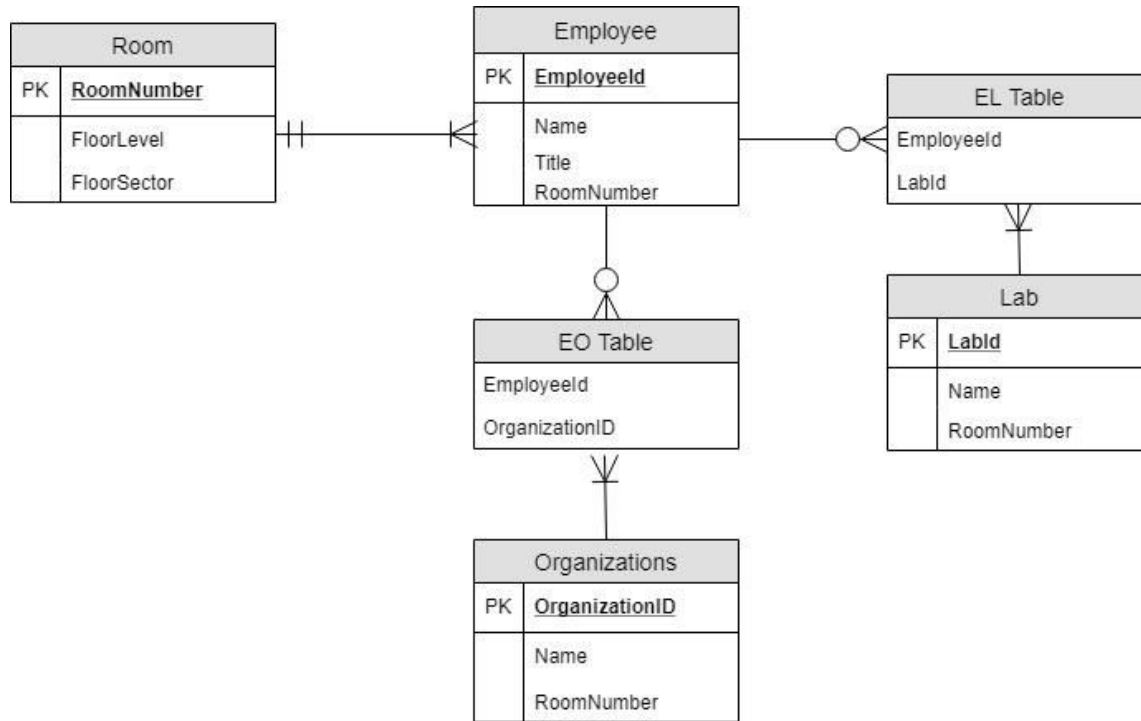 Room
PK RoomNumber
FloorLevel
FloorSector
Employee
PK EmployeeId
Name
Title
RoomNumber
EL Table
EmployeeId
LabId
Lab
PK LabId
Name
RoomNumber
EO Table
EmployeeId
OrganizationID
Organizations
PK OrganizationID
Name
RoomNumber